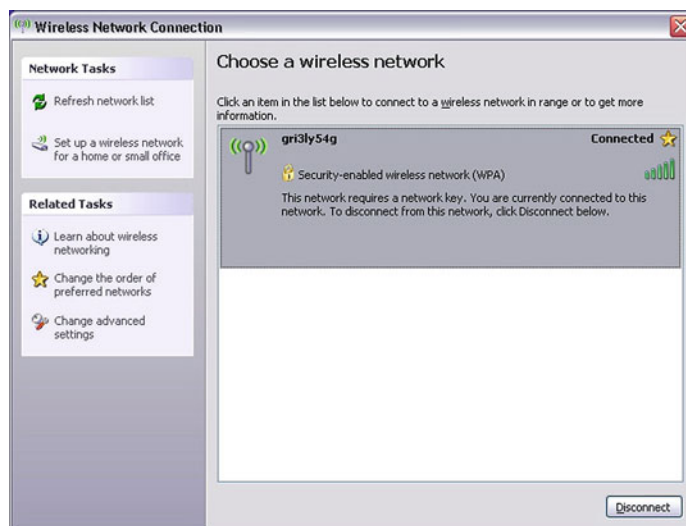 Wireless Network Connection
Network Tasks
Refresh network list
Set up a wireless network
for a home or small office
Related Tasks
Learn about wireless
networking
Change the order of
preferred networks
Change advanced
settings
Choose a wireless network
Click an item in the list below to connect to a wireless network in range or to get more
information.
gri3ly54g
Connected
Security-enabled wireless network (WPA)
This network requires a network key. You are currently connected to this
network. To disconnect from this network, click Disconnect below.
Disconnect